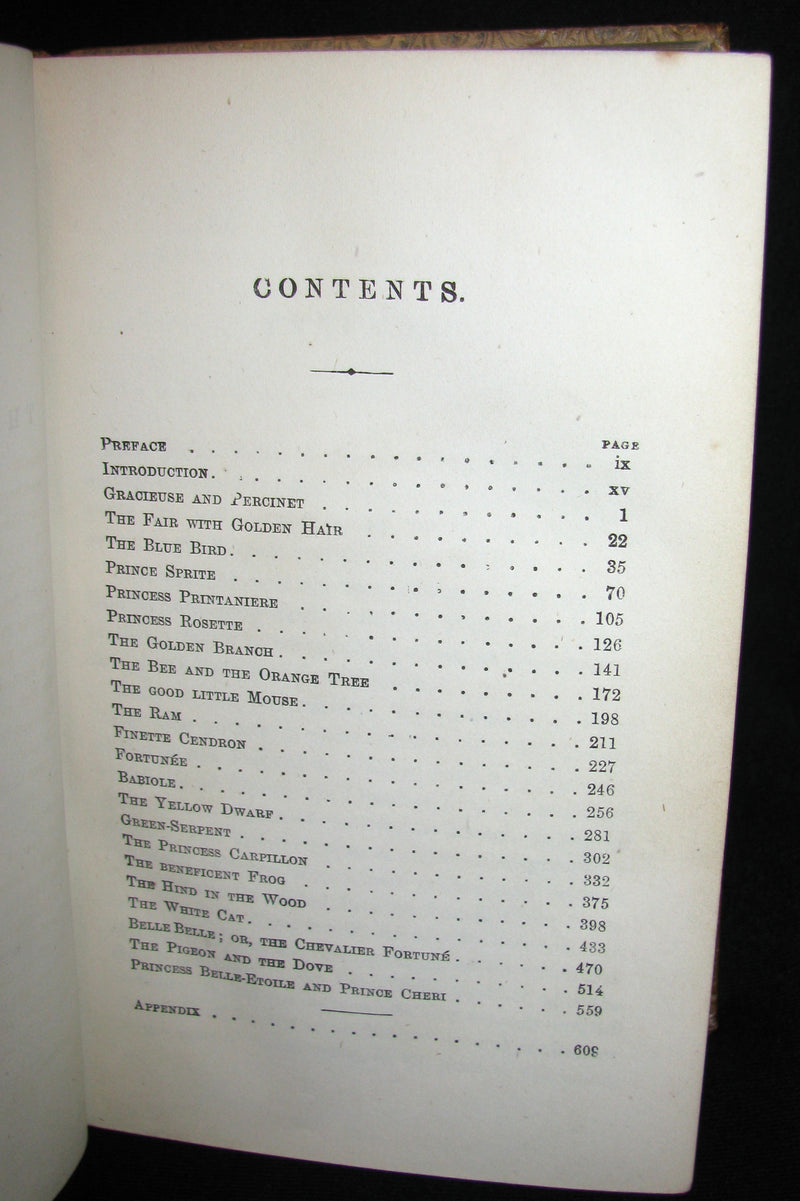 CONTENTS.
PAGE
PREFACE . . . . . . . . . . . . . . . . . . ix
INTRODUCTION . . . . . . . . . . . . . . . . xv
GRACIEUSE AND PERCINET . . . . . . . . . . . . 1
THE FAIR WITH GOLDEN HAIR . . . . . . . . . . . 22
THE BLUE BIRD . . . . . . . . . . . . . . . . 35
PRINCE SPRITE . . . . . . . . . . . . . . . . 70
PRINCESS PRINTANIERE . . . . . . . . . . . . . 105
PRINCESS ROSETTE . . . . . . . . . . . . . . . 126
THE GOLDEN BRANCH . . . . . . . . . . . . . . 141
THE BEE AND THE ORANGE TREE . . . . . . . . . . 172
THE GOOD LITTLE MOUSE . . . . . . . . . . . . . 198
THE RAM . . . . . . . . . . . . . . . . . . 211
FINETTE CENDRON . . . . . . . . . . . . . . . 227
FORTUNÉE . . . . . . . . . . . . . . . . . . 246
BABIOLE . . . . . . . . . . . . . . . . . . 256
THE YELLOW DWARF . . . . . . . . . . . . . . . 281
GREEN-SERPENT . . . . . . . . . . . . . . . . 302
THE PRINCESS CARPILLON . . . . . . . . . . . . 332
THE BENEFICENT FROG . . . . . . . . . . . . . . 375
THE HIND IN THE WOOD . . . . . . . . . . . . . 398
THE WHITE CAT . . . . . . . . . . . . . . . . 433
BELLE BELLE; OR, THE CHEVALIER FORTUNÉ . . . . . . 470
THE PIGEON AND THE DOVE . . . . . . . . . . . . 514
PRINCESS BELLE-ETOILE AND PRINCE CHERI . . . . . . 559
APPENDIX . . . . . . . . . . . . . . . . . . 609